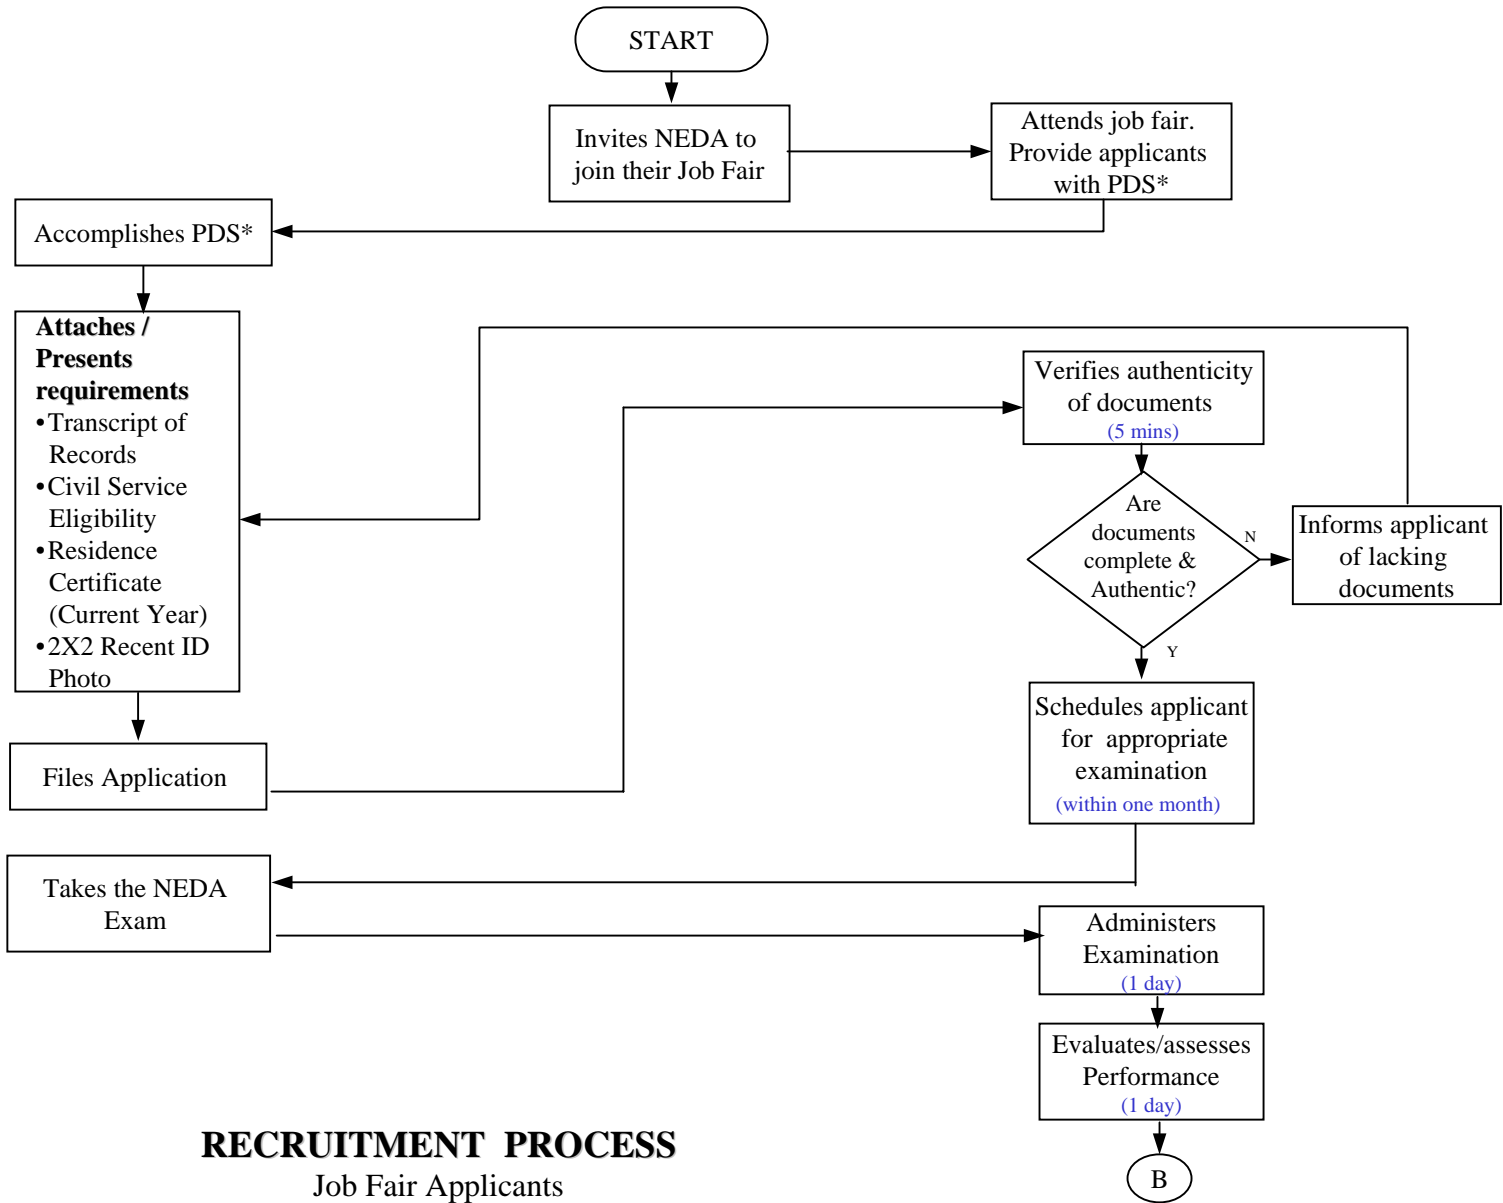 START
Invites NEDA to
join their Job Fair
Attends job fair.
Provide applicants
with PDS*
Accomplishes PDS*
Attaches /
Presents
requirements
•Transcript of
Records
•Civil Service
Eligibility
•Residence
Certificate
(Current Year)
•2X2 Recent ID
Photo
Files Application
Verifies authenticity
of documents
(5 mins)
Are
documents
complete &
Authentic?
N
Informs applicant
of lacking
documents
Y
Schedules applicant
for appropriate
examination
(within one month)
Takes the NEDA
Exam
Administers
Examination
(1 day)
Evaluates/assesses
Performance
(1 day)
B
RECRUITMENT PROCESS
Job Fair Applicants